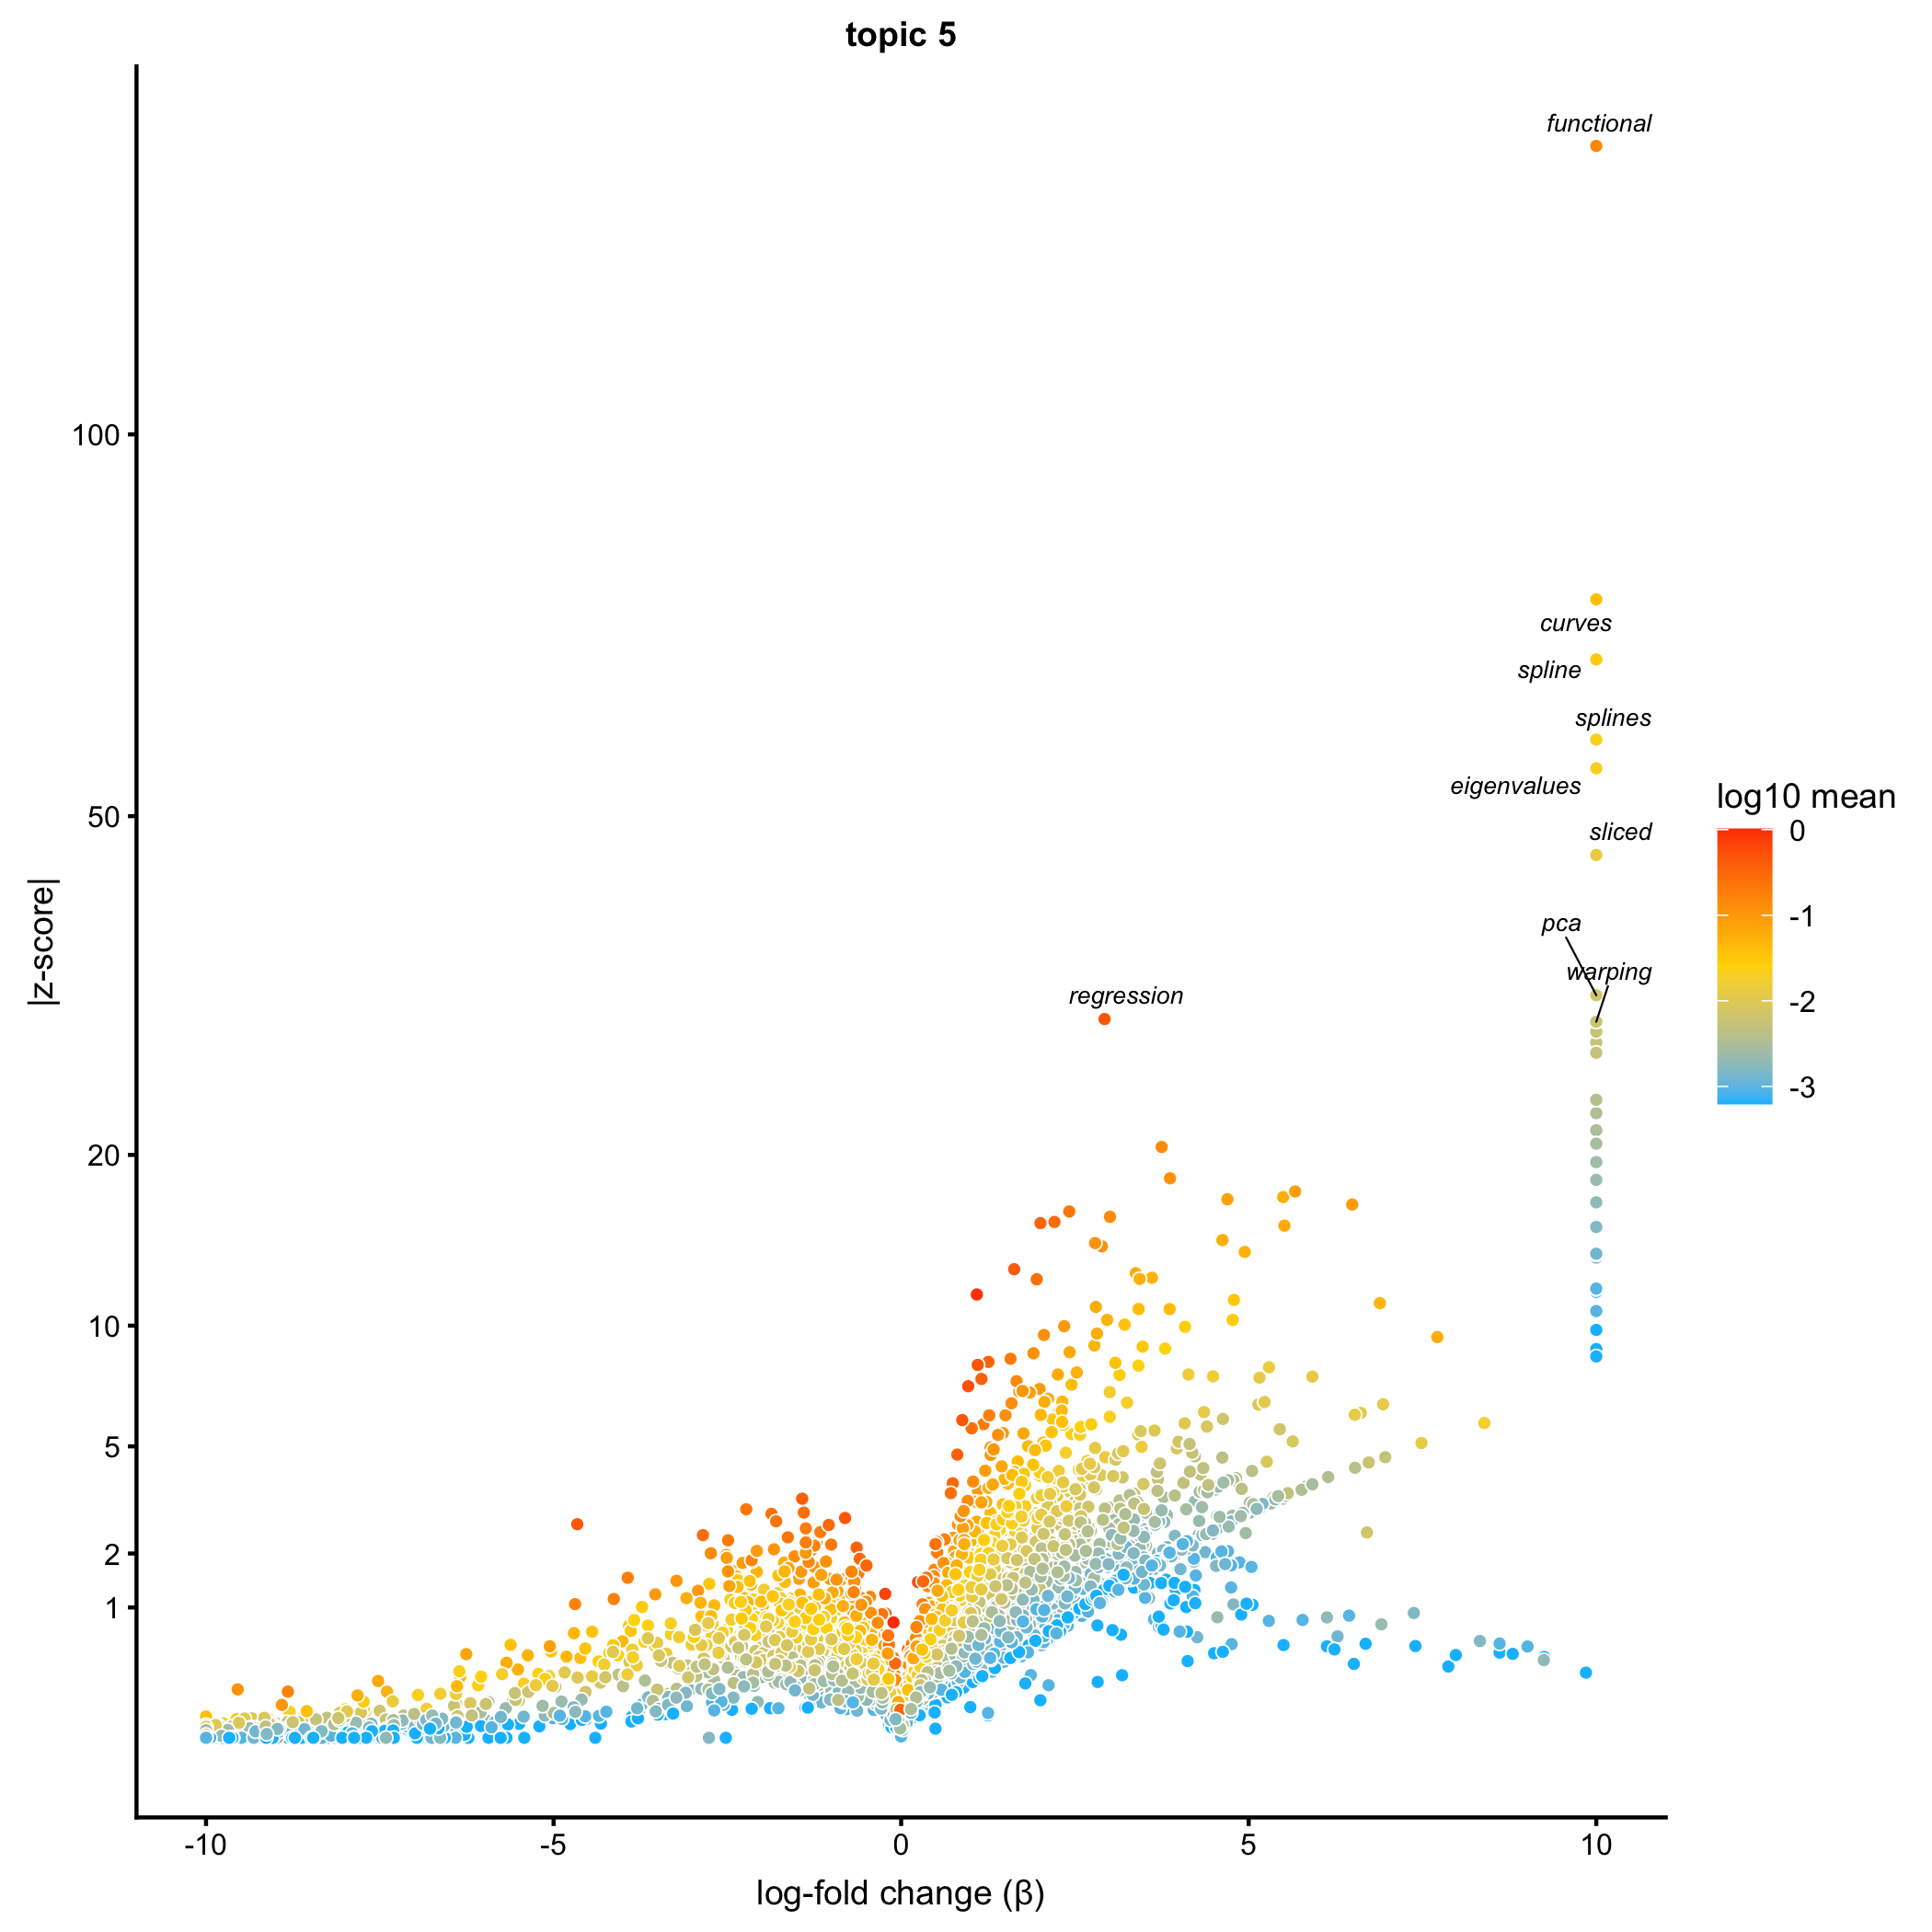 topic 5
functional
100
curves
spline
splines
eigenvalues
50
sliced
pca
warping
regression
20
10
5
2
1
|z-score|
-10
-5
0
5
10
log-fold change (β)
log10 mean
0
-1
-2
-3